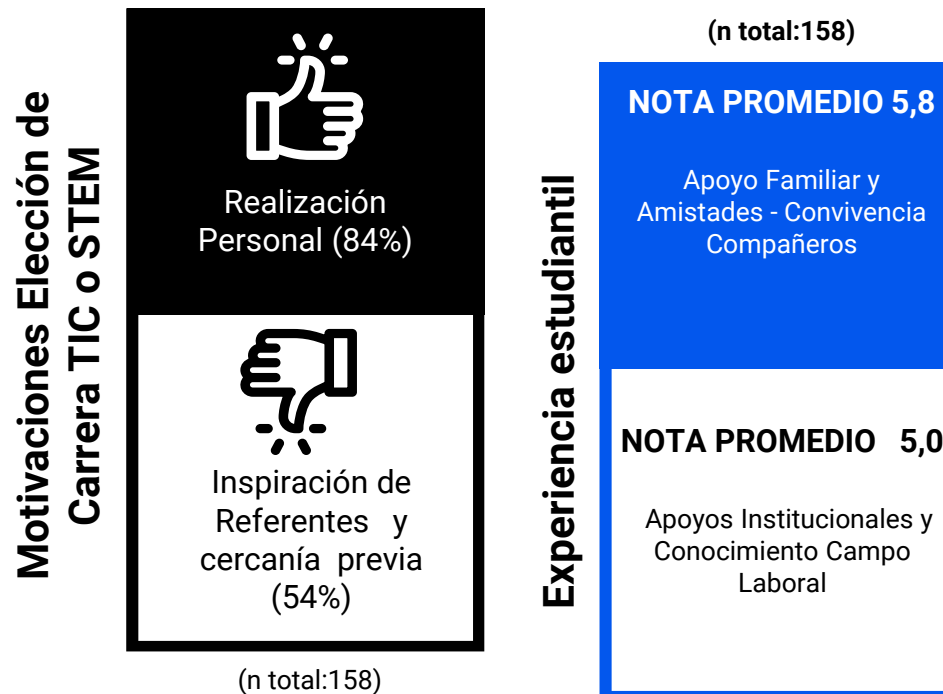 Motivaciones Elección de
Carrera TIC o STEM
Realización
Personal (84%)
Inspiración de
Referentes y
cercanía previa
(54%)
(n total:158)
Experiencia estudiantil
(n total:158)
NOTA PROMEDIO 5,8
Apoyo Familiar y
Amistades - Convivencia
Compañeros
NOTA PROMEDIO 5,0
Apoyos Institucionales y
Conocimiento Campo
Laboral